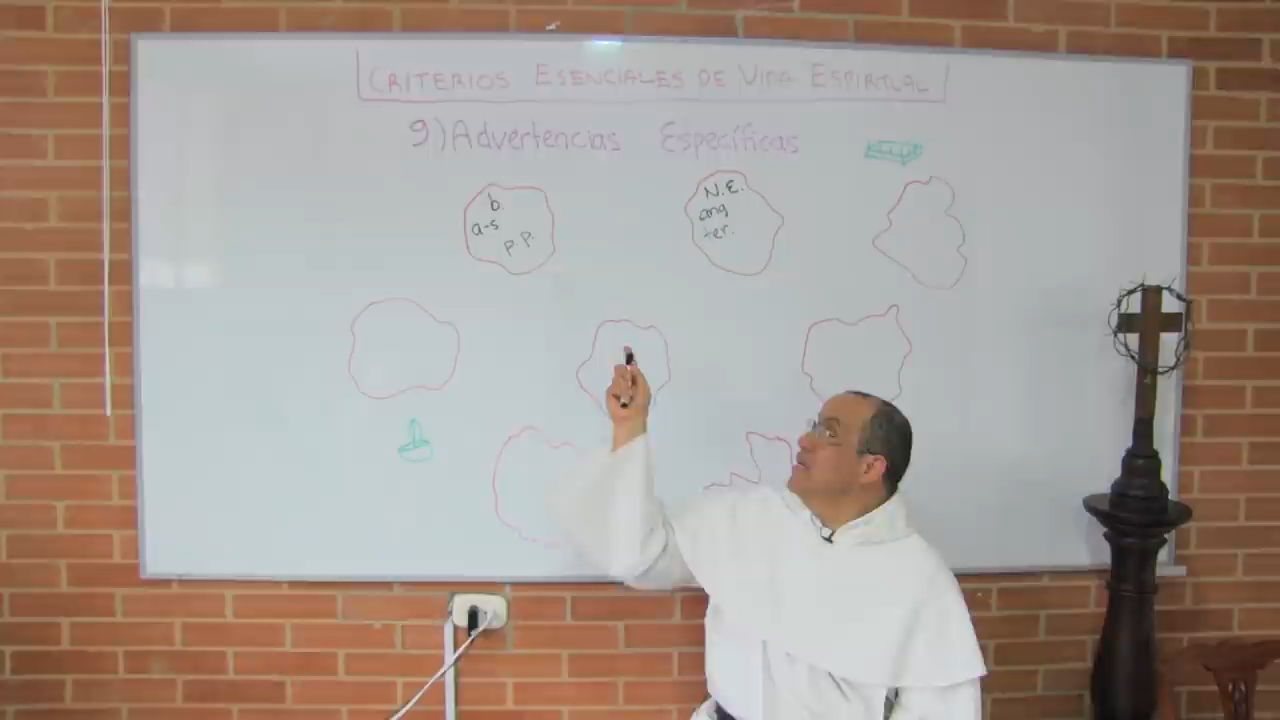 CRITERIOS ESENCIALES DE VIDA ESPIRTUAL
9) Advertencias Específicas
b.
a-s
p.p.
N.E.
ang
ter.